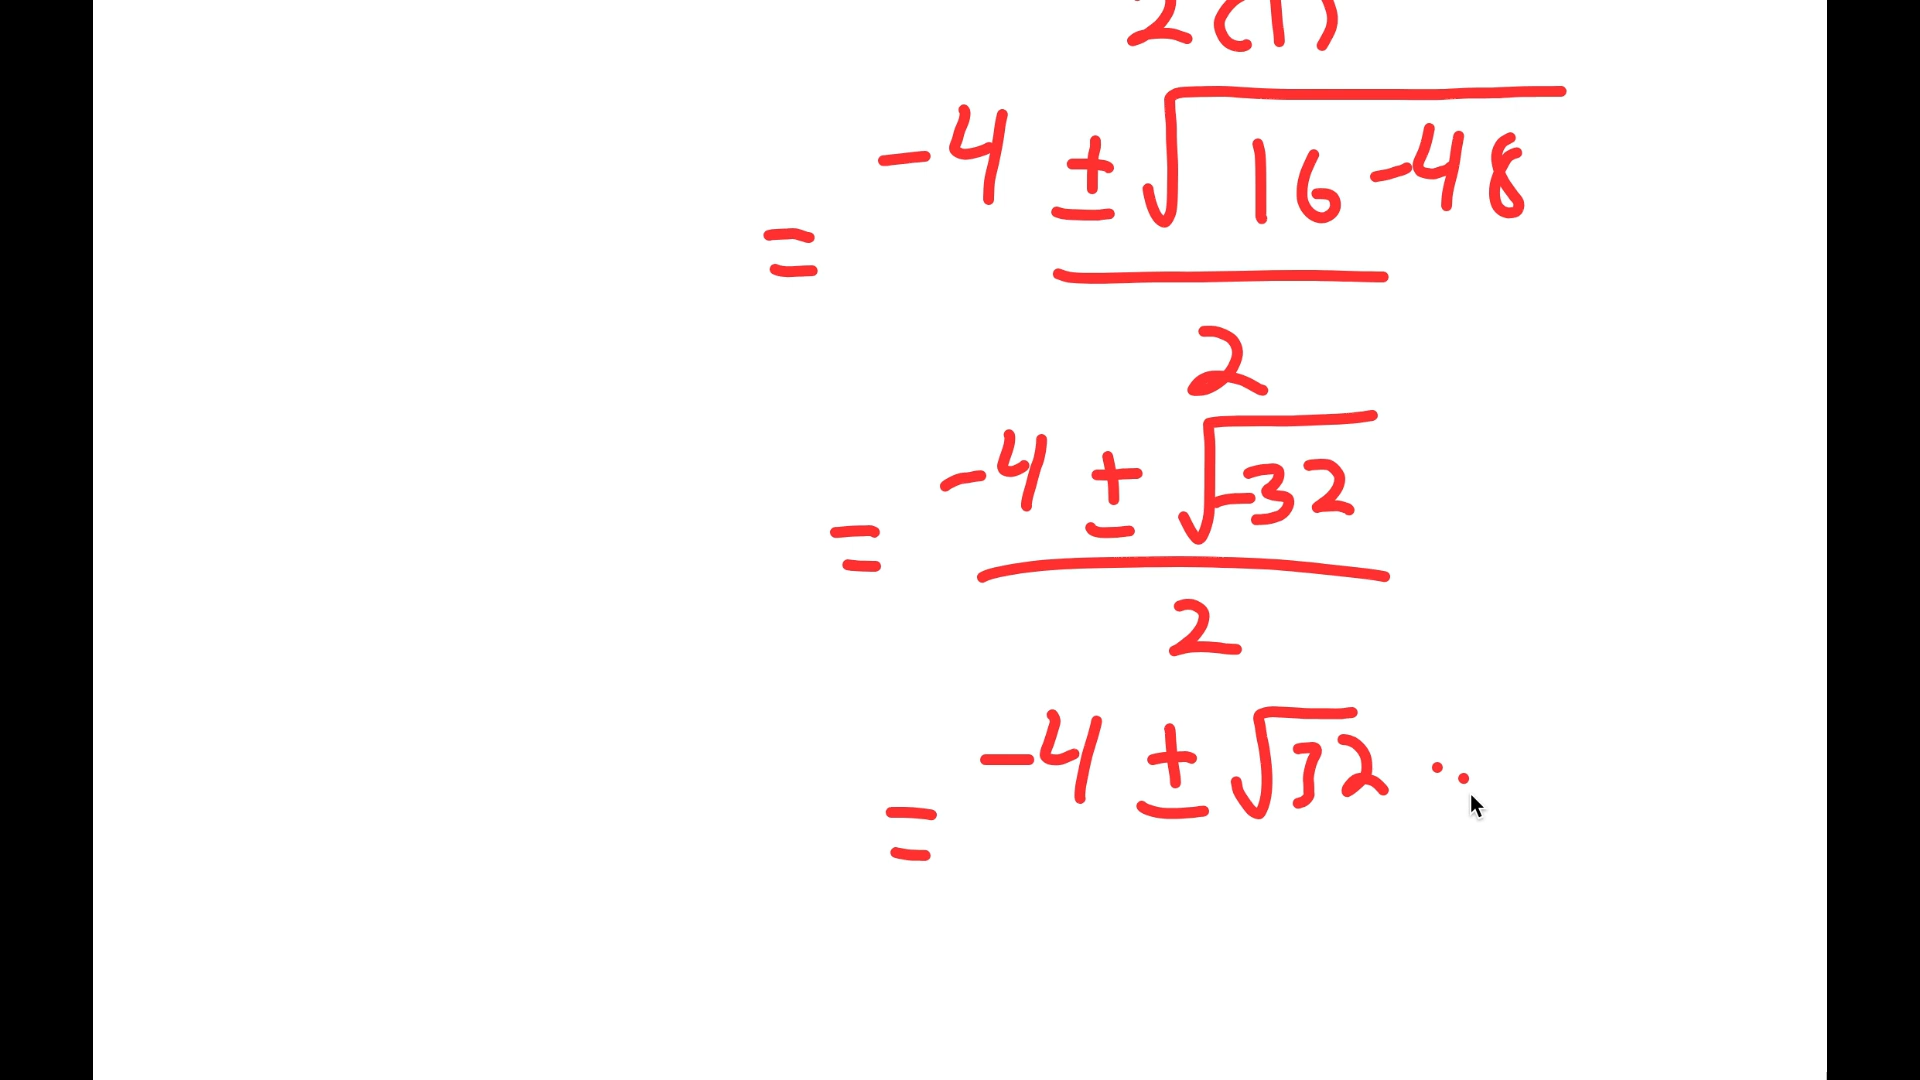 2(1)
-4 ± √16-48
=
2
-4 ± √-32
=
2
-4 ± √32 ..
=